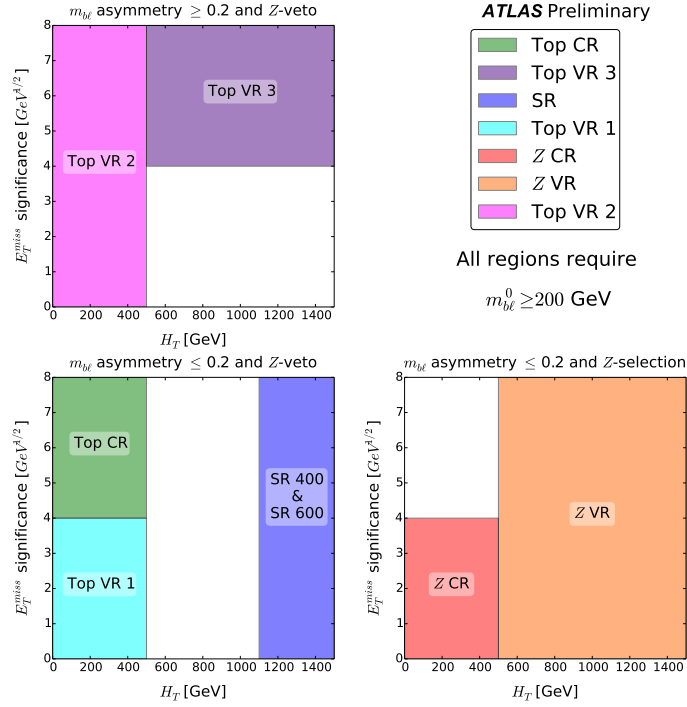 m_bℓ asymmetry ≥ 0.2 and Z-veto
E_T^miss significance [GeV^1/2]
8
7
6
5
4
3
2
1
0
Top VR 2
Top VR 3
0 200 400 600 800 1000 1200 1400
H_T [GeV]
ATLAS Preliminary
Top CR
Top VR 3
SR
Top VR 1
Z CR
Z VR
Top VR 2
All regions require
m_bℓ^0 ≥200 GeV
m_bℓ asymmetry ≤ 0.2 and Z-veto
E_T^miss significance [GeV^1/2]
8
7
6
5
4
3
2
1
0
Top CR
Top VR 1
SR 400
&
SR 600
0 200 400 600 800 1000 1200 1400
H_T [GeV]
m_bℓ asymmetry ≤ 0.2 and Z-selection
E_T^miss significance [GeV^1/2]
8
7
6
5
4
3
2
1
0
Z VR
Z CR
0 200 400 600 800 1000 1200 1400
H_T [GeV]